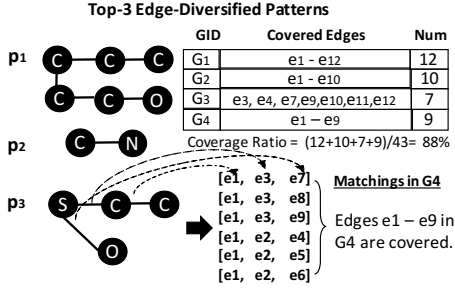 Top-3 Edge-Diversified Patterns
GID Covered Edges Num
p1 C C C
C C O
G1 e1 - e12 12
G2 e1 - e10 10
G3 e3, e4, e7,e9,e10,e11,e12 7
G4 e1 – e9 9
p2 C N
Coverage Ratio = (12+10+7+9)/43= 88%
p3 S C C
O
[e1, e3, e7]
[e1, e3, e8]
[e1, e3, e9]
[e1, e2, e4]
[e1, e2, e5]
[e1, e2, e6]
Matchings in G4
Edges e1 – e9 in
G4 are covered.